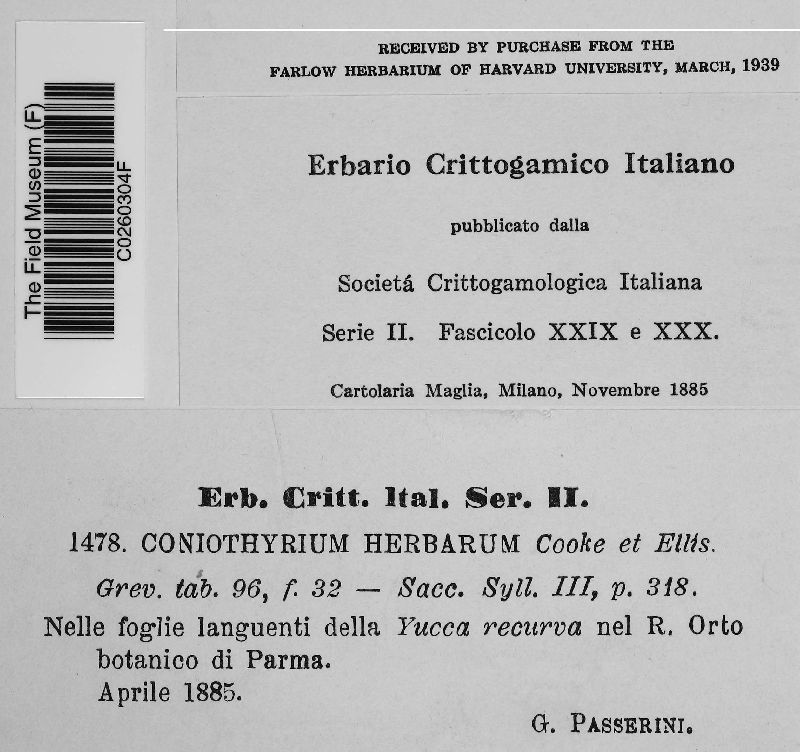 RECEIVED BY PURCHASE FROM THE
FARLOW HERBARIUM OF HARVARD UNIVERSITY, MARCH, 1939
The Field Museum (F)
C0260304F
Erbario Crittogamico Italiano
pubblicato dalla
Societá Crittogamologica Italiana
Serie II. Fascicolo XXIX e XXX.
Cartolaria Maglia, Milano, Novembre 1885
Erb. Critt. Ital. Ser. II.
1478. CONIOTHYRIUM HERBARUM Cooke et Ellis.
Grev. tab. 96, f. 32 — Sacc. Syll. III, p. 318.
Nelle foglie languenti della Yucca recurva nel R. Orto
botanico di Parma.
Aprile 1885.
G. PASSERINI.